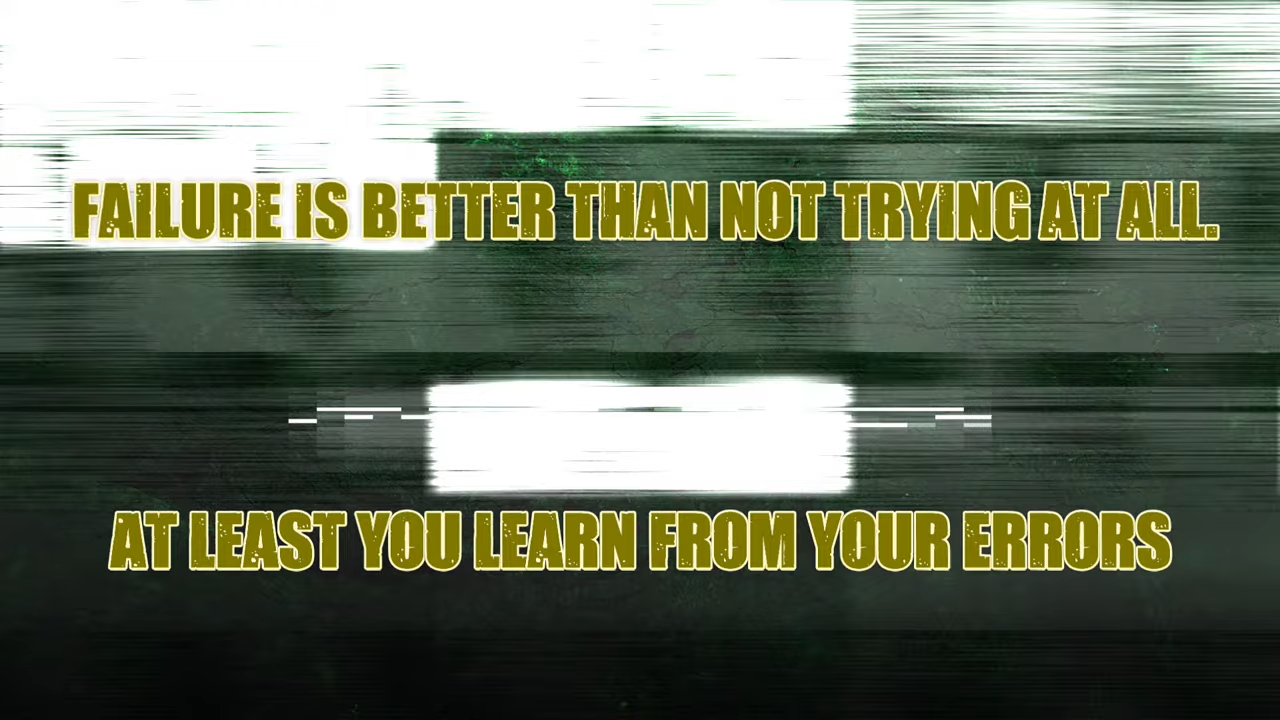 FAILURE IS BETTER THAN NOT TRYING AT ALL.
AT LEAST YOU LEARN FROM YOUR ERRORS